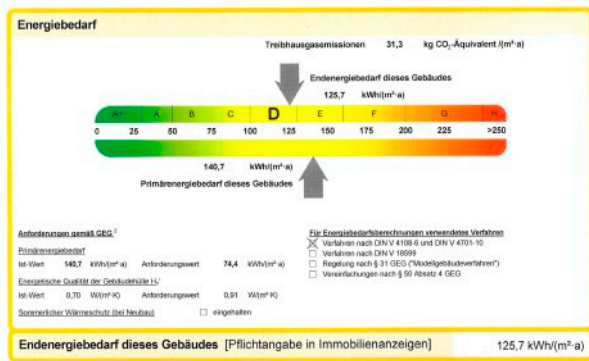 Energiebedarf
Treibhausgasemissionen 31,3 kg CO₂-Äquivalent /(m²·a)
Endenergiebedarf dieses Gebäudes
125,7 kWh/(m²·a)
A+ A B C D E F G H
0 25 50 75 100 125 150 175 200 225 >250
140,7 kWh/(m²·a)
Primärenergiebedarf dieses Gebäudes
Anforderungen gemäß GEG ²
Primärenergiebedarf
Ist-Wert 140,7 kWh/(m²·a) Anforderungswert 74,4 kWh/(m²·a)
Energetische Qualität der Gebäudehülle Hₜ'
Ist-Wert 0,70 W/(m²·K) Anforderungswert 0,91 W/(m²·K)
Sommerlicher Wärmeschutz (bei Neubau) eingehalten
Für Energiebedarfsberechnungen verwendetes Verfahren
Verfahren nach DIN V 4108-6 und DIN V 4701-10
Verfahren nach DIN V 18599
Regelung nach § 31 GEG ("Modellgebäudeverfahren")
Vereinfachungen nach § 50 Absatz 4 GEG
Endenergiebedarf dieses Gebäudes [Pflichtangabe in Immobilienanzeigen] 125,7 kWh/(m²·a)